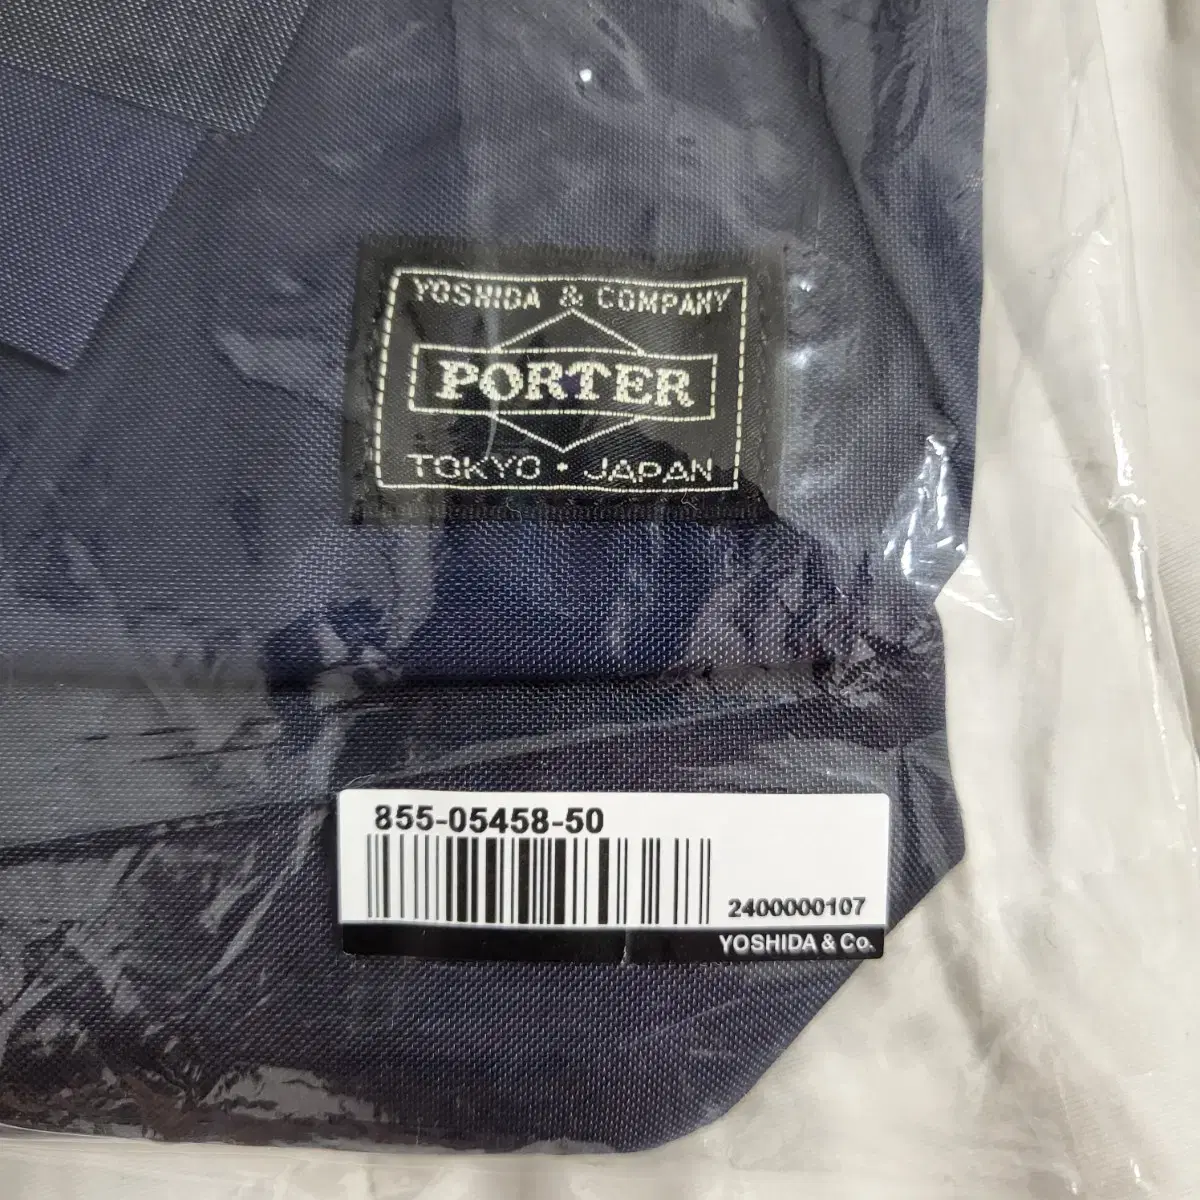 YOSHIDA & COMPANY
PORTER
TOKYO・JAPAN
855-05458-50
2400000107
YOSHIDA & Co.